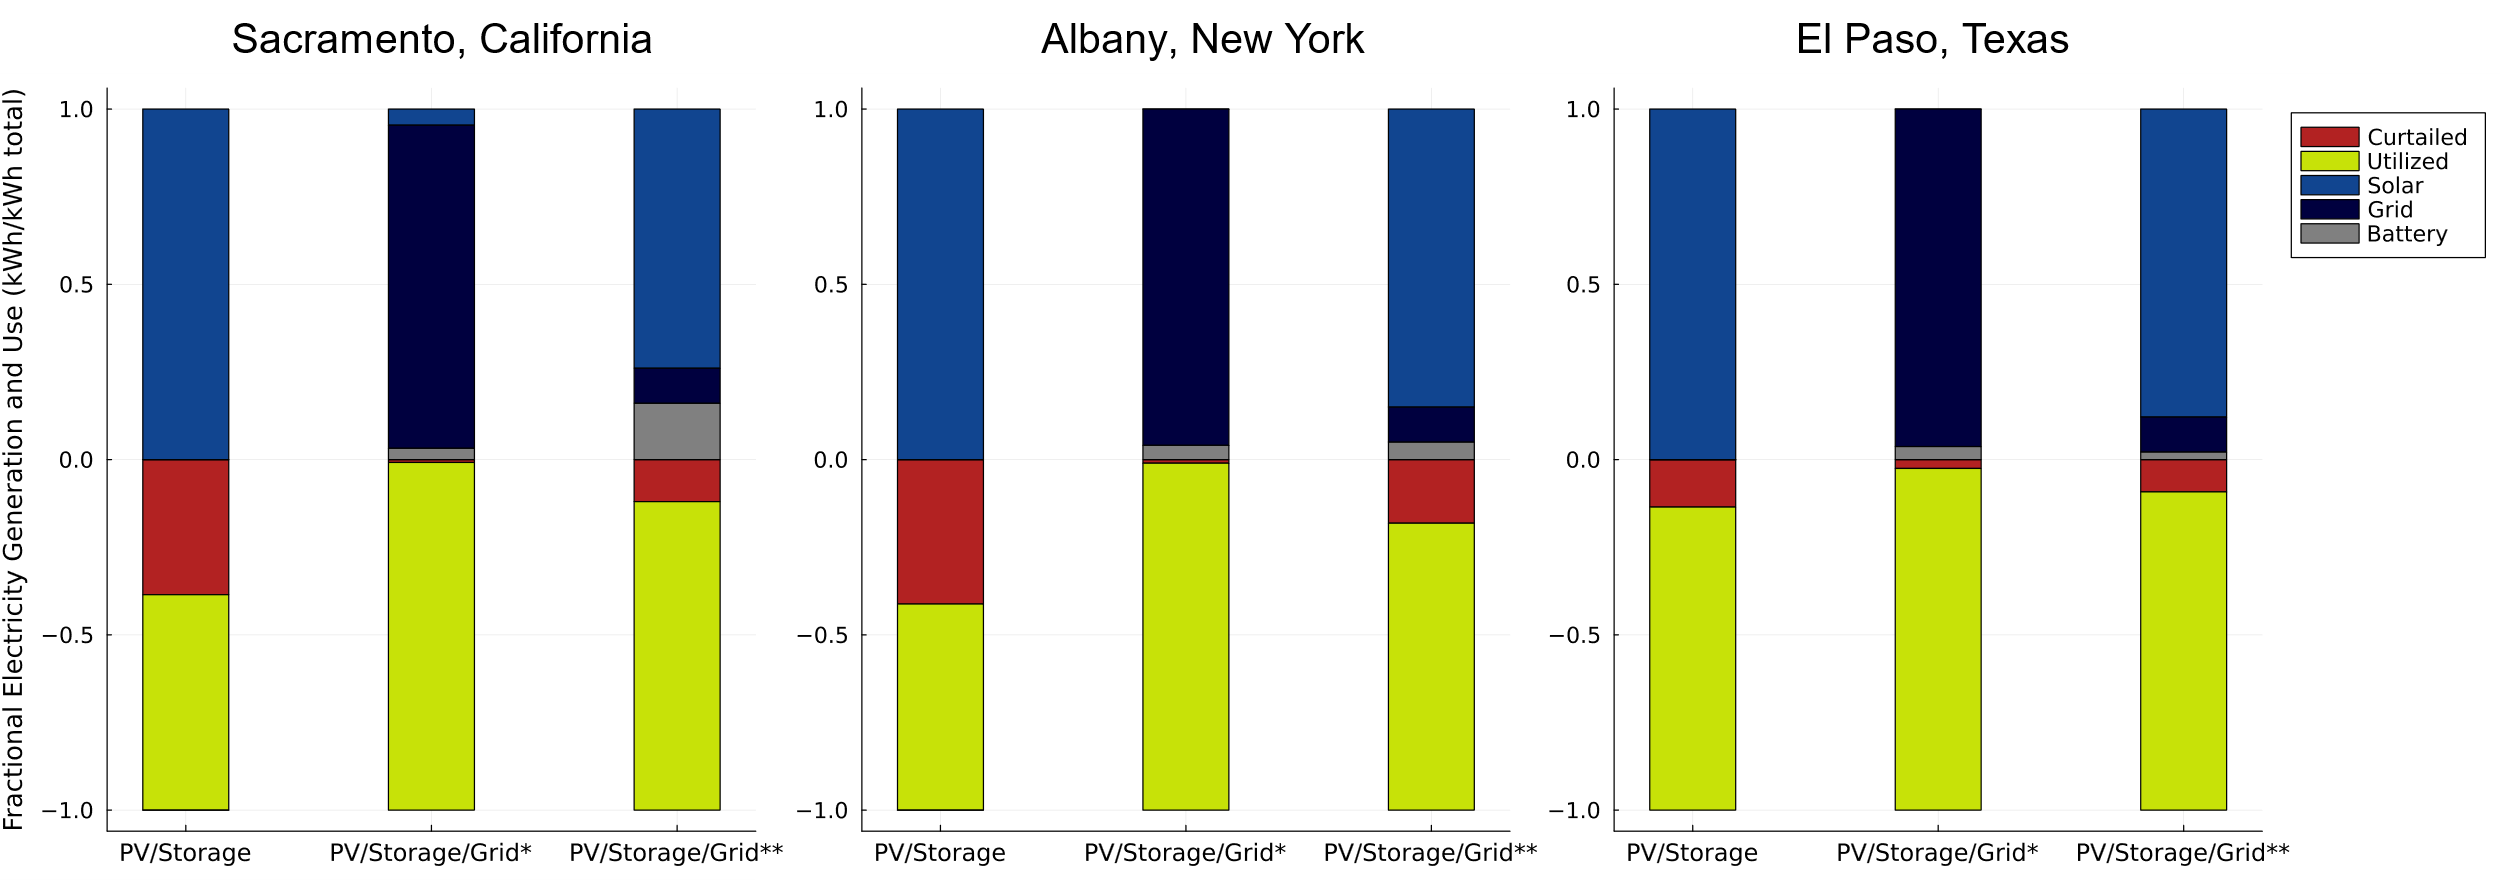 Sacramento, California
Albany, New York
El Paso, Texas
Fractional Electricity Generation and Use (kWh/kWh total)
1.0
0.5
0.0
−0.5
−1.0
PV/Storage
PV/Storage/Grid*
PV/Storage/Grid**
1.0
0.5
0.0
−0.5
−1.0
PV/Storage
PV/Storage/Grid*
PV/Storage/Grid**
1.0
0.5
0.0
−0.5
−1.0
PV/Storage
PV/Storage/Grid*
PV/Storage/Grid**
Curtailed
Utilized
Solar
Grid
Battery